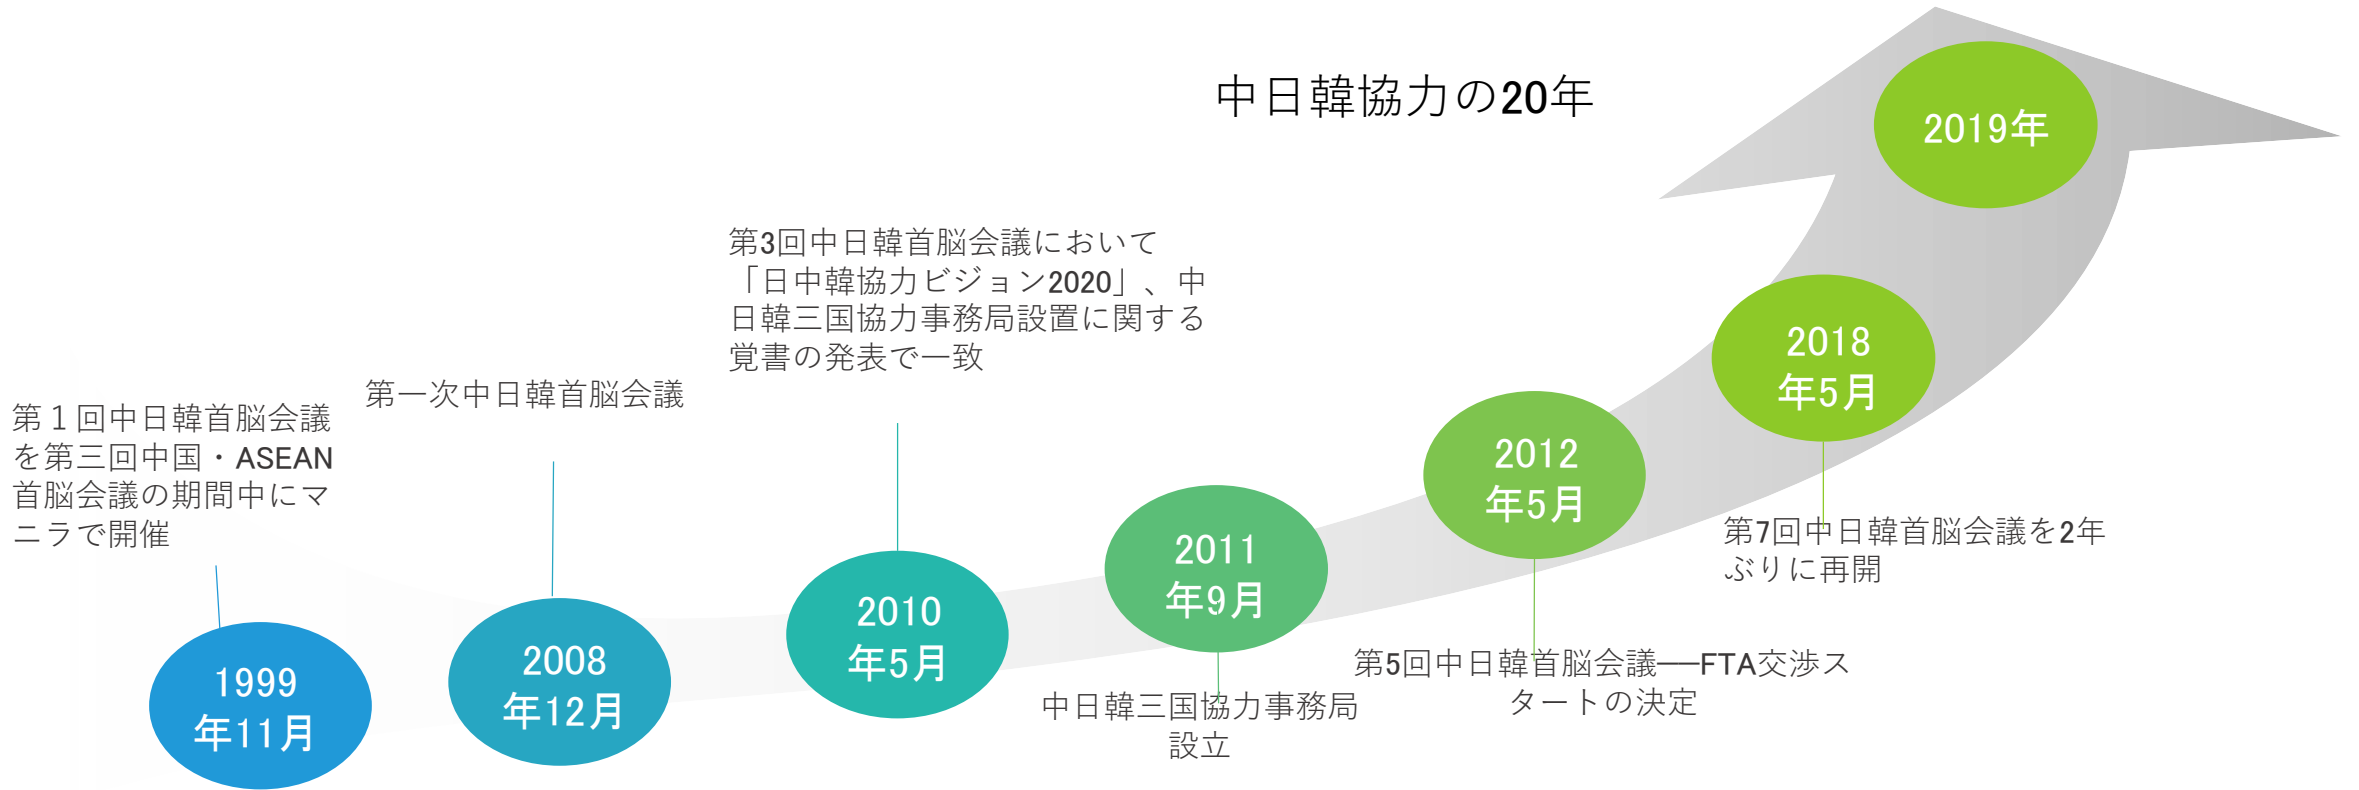 中日韓協力の20年
第１回中日韓首脳会議
を第三回中国・ASEAN
首脳会議の期間中にマ
ニラで開催
1999
年11月
第一次中日韓首脳会議
2008
年12月
第3回中日韓首脳会議において
「日中韓協力ビジョン2020」、中
日韓三国協力事務局設置に関する
覚書の発表で一致
2010
年5月
2011
年9月
中日韓三国協力事務局
設立
2012
年5月
第5回中日韓首脳会議──FTA交渉ス
タートの決定
2018
年5月
第7回中日韓首脳会議を2年
ぶりに再開
2019年